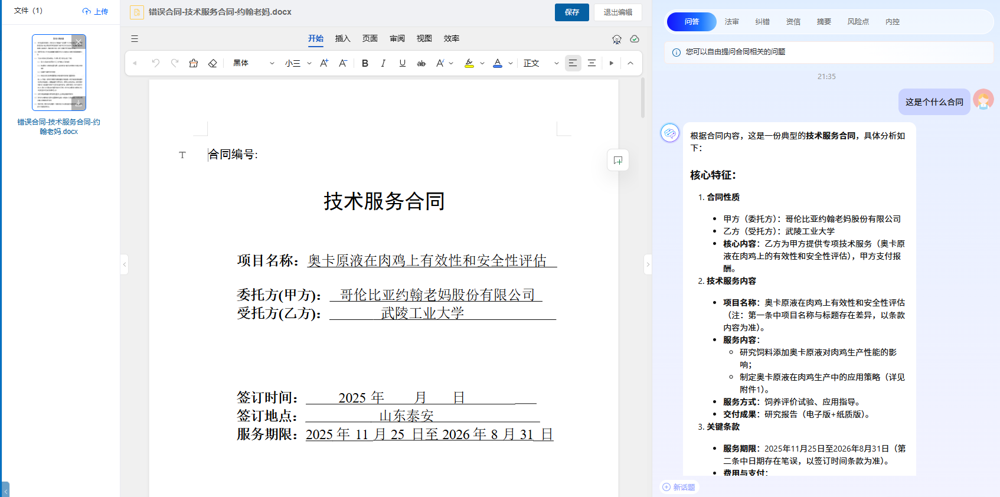 文件（1）
上传
错误合同-技术服务合同-约
翰老妈.docx
错误合同-技术服务合同-约翰老妈.docx
保存
退出编辑
开始
插入
页面
审阅
视图
效率
黑体
小三
A+
A-
B
I
U
ab
A
A
正文
T
合同编号:
技术服务合同
项目名称：奥卡原液在肉鸡上有效性和安全性评估
委托方(甲方)：哥伦比亚约翰老妈股份有限公司
受托方(乙方)：武陵工业大学
签订时间：2025 年 月 日
签订地点：山东泰安
服务期限：2025 年 11 月 25 日至 2026 年 8 月 31 日
问答
法审
纠错
资信
摘要
风险点
内控
您可以自由提问合同相关的问题
21:35
这是个什么合同
根据合同内容，这是一份典型的技术服务合同，具体分析如
下：
核心特征：
1. 合同性质
• 甲方（委托方）：哥伦比亚约翰老妈股份有限公司
• 乙方（受托方）：武陵工业大学
• 核心内容：乙方为甲方提供专项技术服务（奥卡原
液在肉鸡上的有效性和安全性评估），甲方支付报
酬。
2. 技术服务内容
• 项目名称：奥卡原液在肉鸡上有效性和安全性评估
（注：第一条中项目名称与标题存在差异，以条款
内容为准）。
• 服务内容：
○ 研究饲料添加奥卡原液对肉鸡生产性能的影
响；
○ 制定奥卡原液在肉鸡生产中的应用策略（详见
附件1）。
• 服务方式：饲养评价试验、应用指导。
• 交付成果：研究报告（电子版+纸质版）。
3. 关键条款
• 服务期限：2025年11月25日至2026年8月31日（第
二条中日期存在笔误，以签订时间条款为准）。
• 费用与支付：
新话题